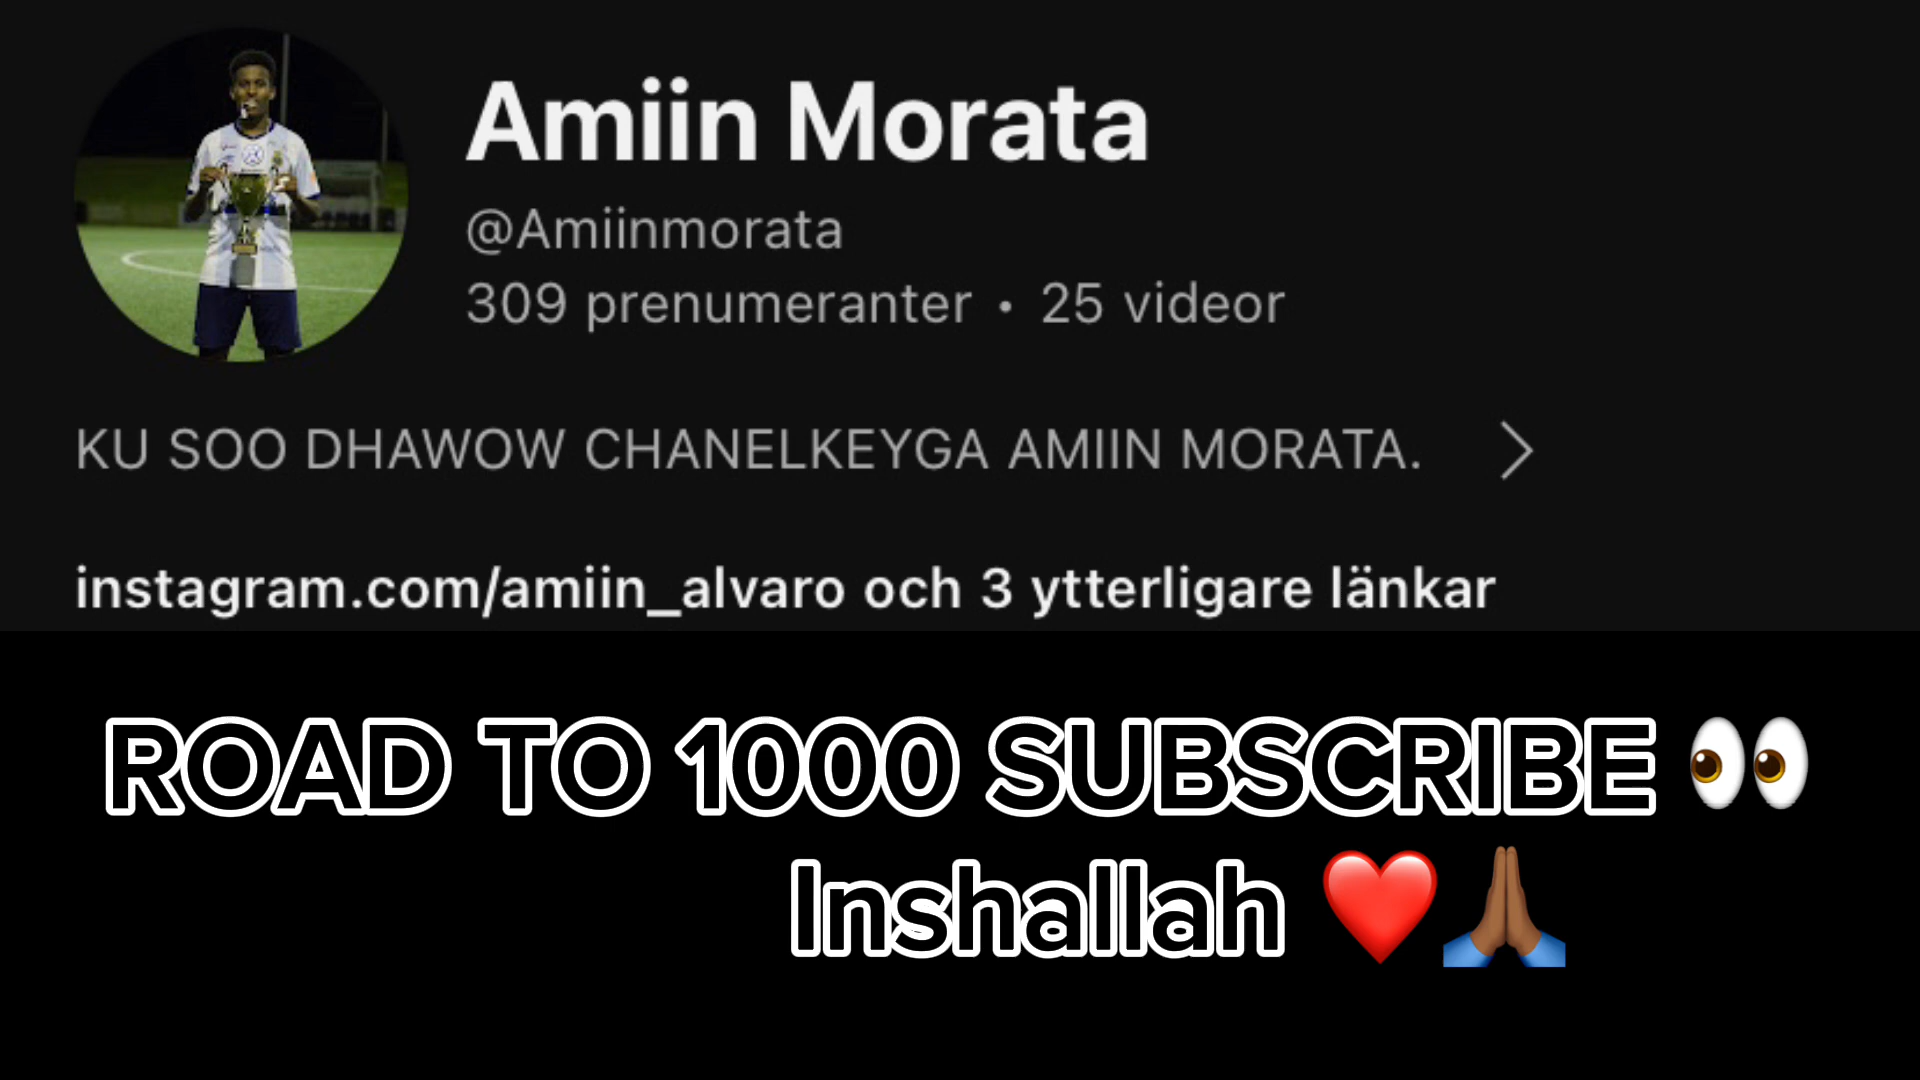 Amiin Morata
@Amiinmorata
309 prenumeranter • 25 videor
KU SOO DHAWOW CHANELKEYGA AMIIN MORATA.
instagram.com/amiin_alvaro och 3 ytterligare länkar
ROAD TO 1000 SUBSCRIBE 👀
Inshallah ❤️🙏🏾